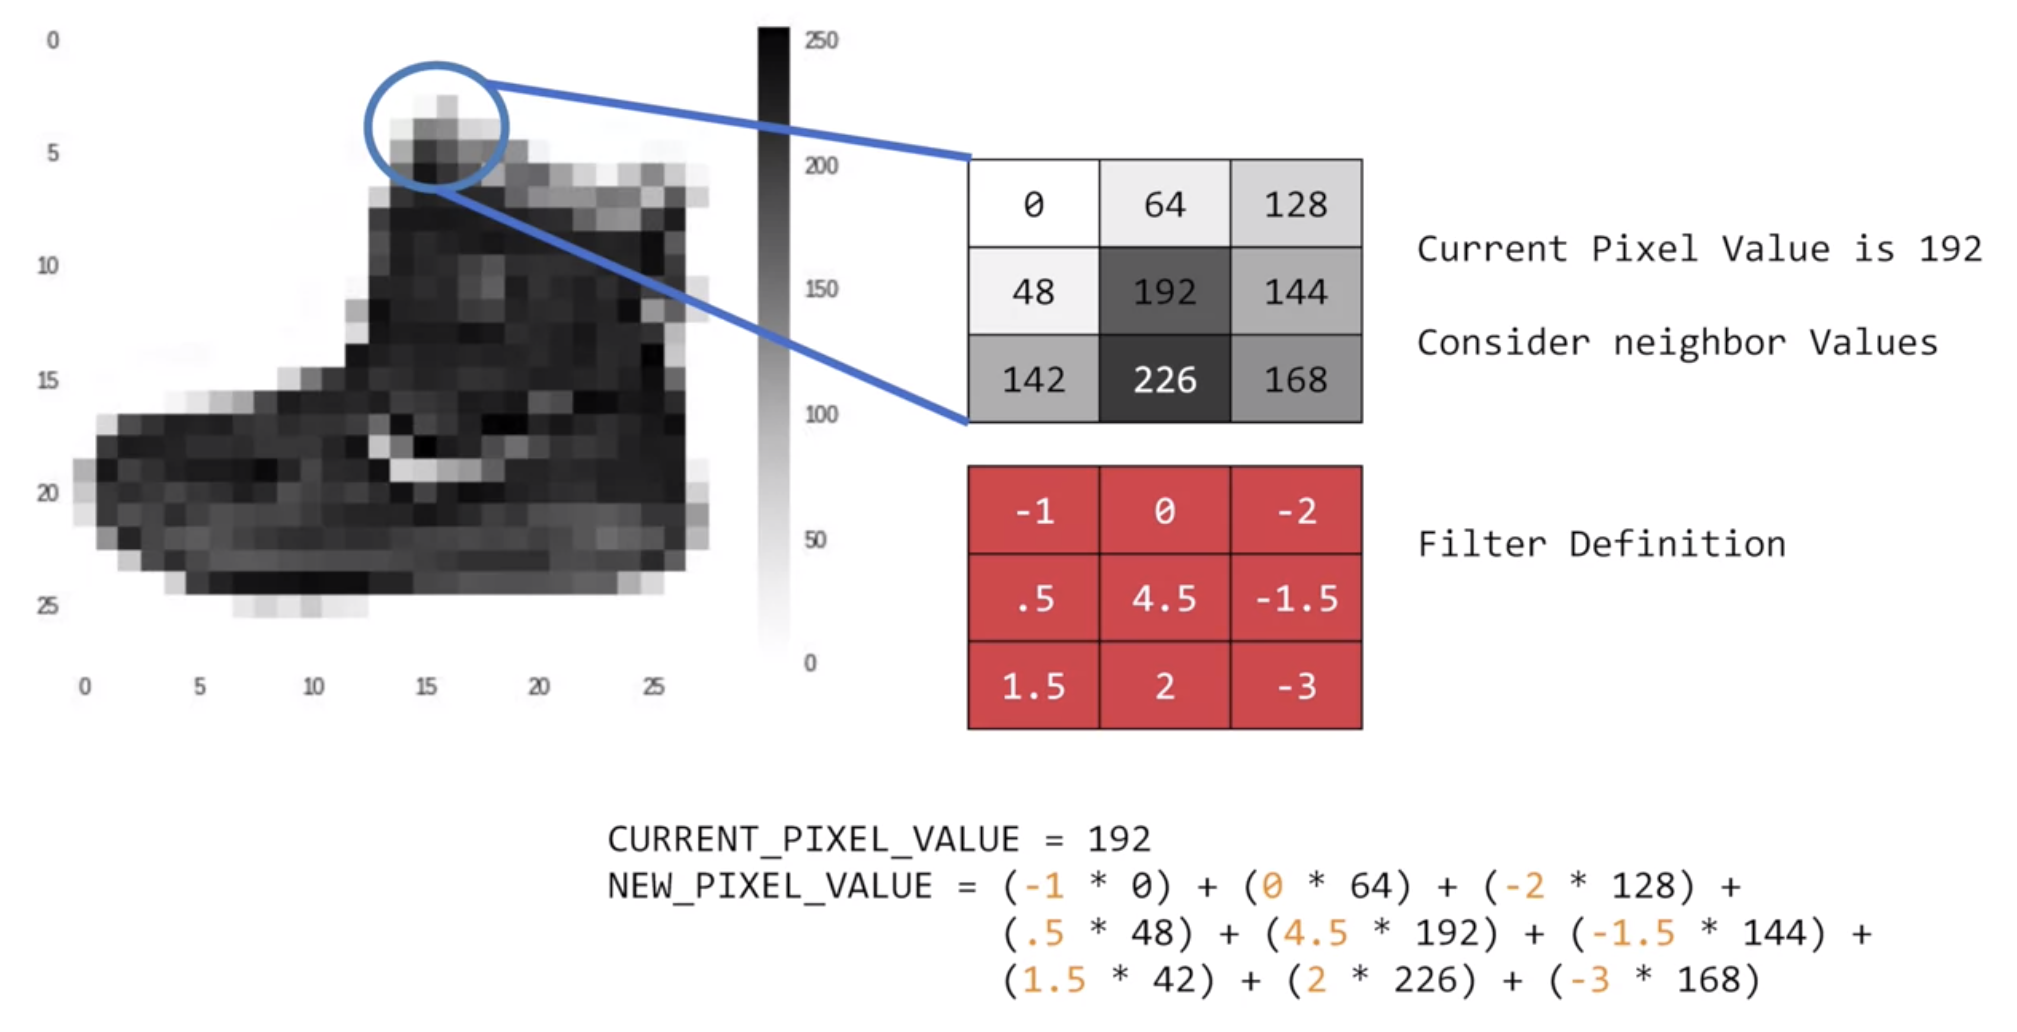 0
5
10
15
20
25
0 5 10 15 20 25
250
200
150
100
50
0
0 64 128
48 192 144
142 226 168
Current Pixel Value is 192
Consider neighbor Values
-1 0 -2
.5 4.5 -1.5
1.5 2 -3
Filter Definition
CURRENT_PIXEL_VALUE = 192
NEW_PIXEL_VALUE = (-1 * 0) + (0 * 64) + (-2 * 128) +
(.5 * 48) + (4.5 * 192) + (-1.5 * 144) +
(1.5 * 42) + (2 * 226) + (-3 * 168)